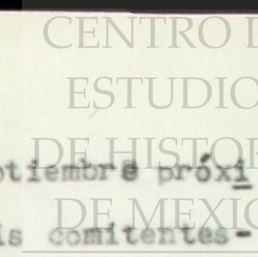 CENTRO D
ESTUDIO
ptiembre próxi
DE HISTOR
DE MEXIC
is comitentes-